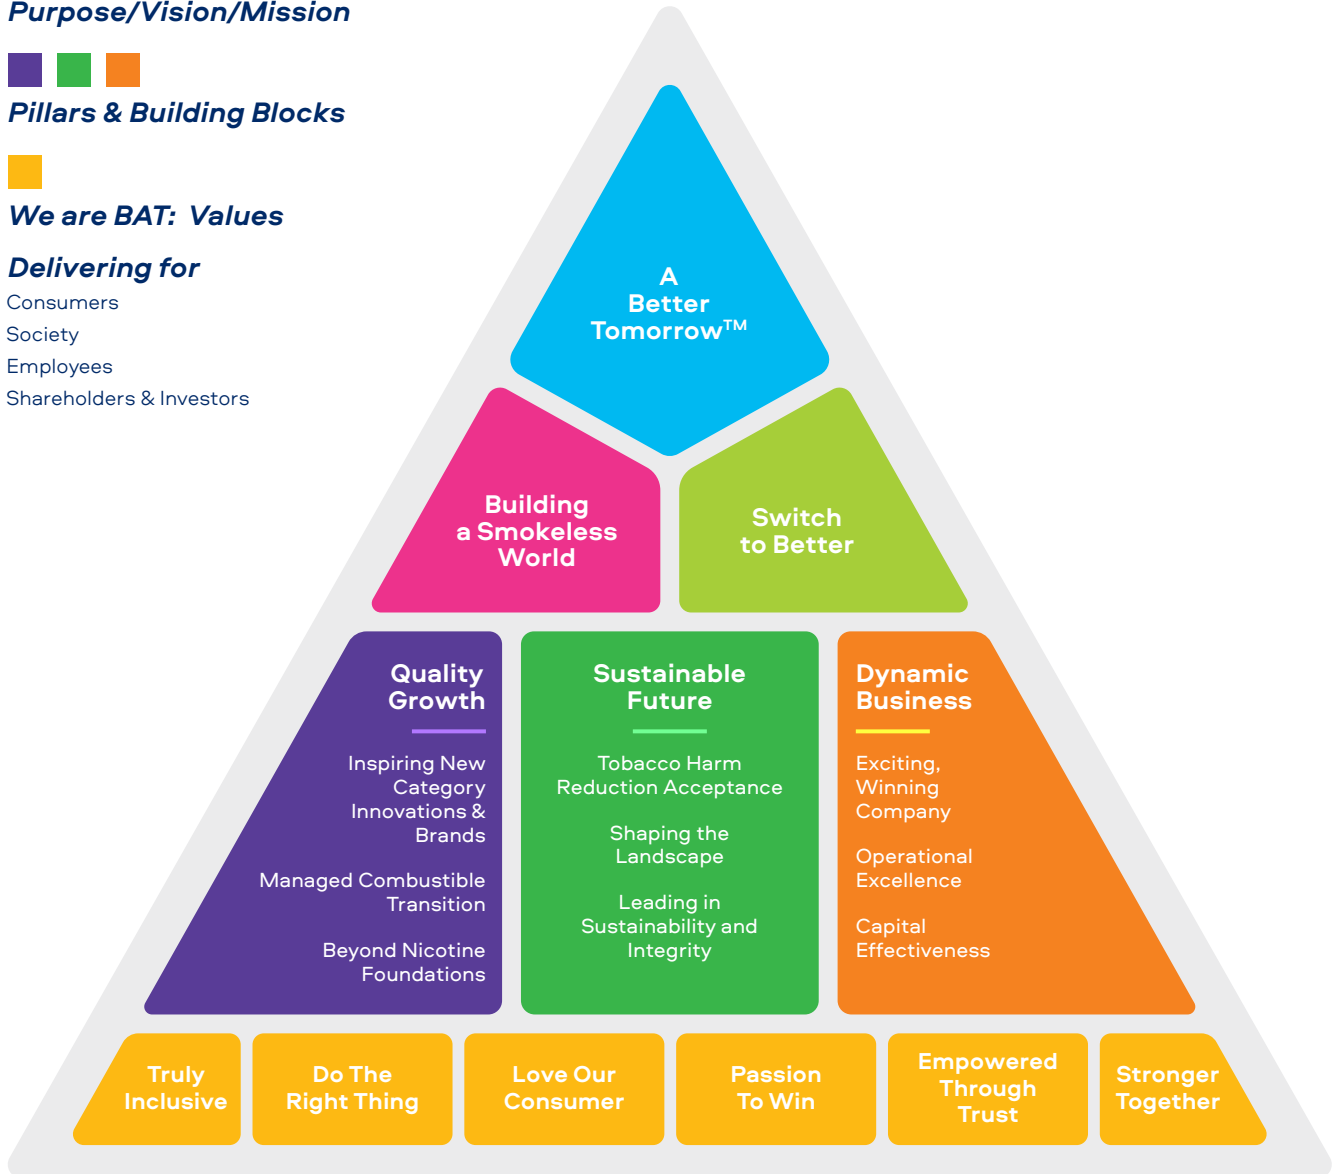 Purpose/Vision/Mission
Pillars & Building Blocks
We are BAT: Values
Delivering for
Consumers
Society
Employees
Shareholders & Investors
A
Better
Tomorrow™
Building
a Smokeless
World
Switch
to Better
Quality
Growth
Inspiring New
Category
Innovations &
Brands
Managed Combustible
Transition
Beyond Nicotine
Foundations
Sustainable
Future
Tobacco Harm
Reduction Acceptance
Shaping the
Landscape
Leading in
Sustainability and
Integrity
Dynamic
Business
Exciting,
Winning
Company
Operational
Excellence
Capital
Effectiveness
Truly
Inclusive
Do The
Right Thing
Love Our
Consumer
Passion
To Win
Empowered
Through
Trust
Stronger
Together